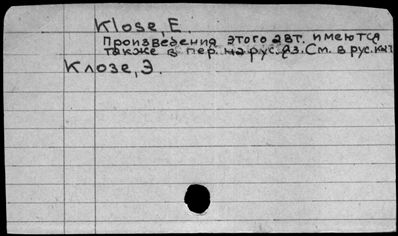 Klose, E.
Произведения этого авт. имеются
также в пер. на рус. яз. См. в рус. кат.
Клозе, Э.